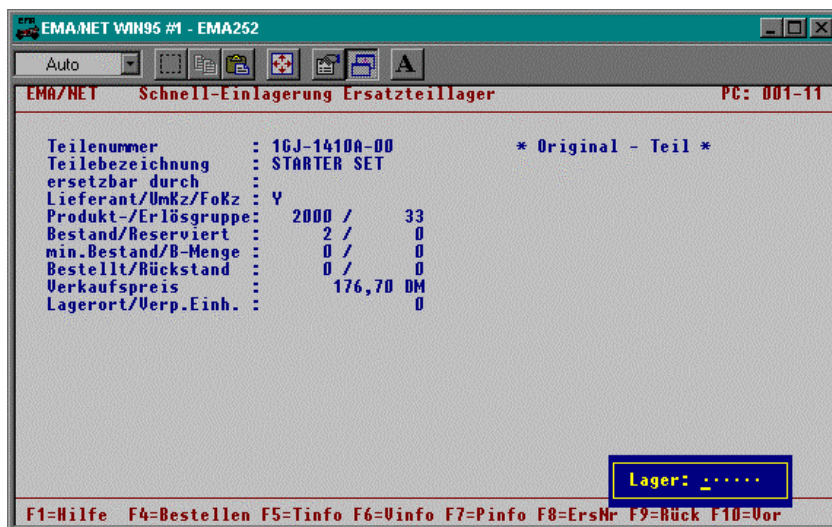 EMA/NET WIN95 #1 - EMA252
Auto
A
EMA/NET Schnell-Einlagerung Ersatzteillager PC: 001-11
Teilenummer : 1GJ-1410A-00 * Original - Teil *
Teilebezeichnung : STARTER SET
ersetzbar durch :
Lieferant/UmKz/FoKz : Y
Produkt-/Erlösgruppe: 2000 / 33
Bestand/Reserviert : 2 / 0
min.Bestand/B-Menge : 0 / 0
Bestellt/Rückstand : 0 / 0
Verkaufspreis : 176,70 DM
Lagerort/Verp.Einh. : 0
Lager: ······
F1=Hilfe F4=Bestellen F5=Tinfo F6=Vinfo F7=Pinfo F8=ErsNr F9=Rück F10=Vor